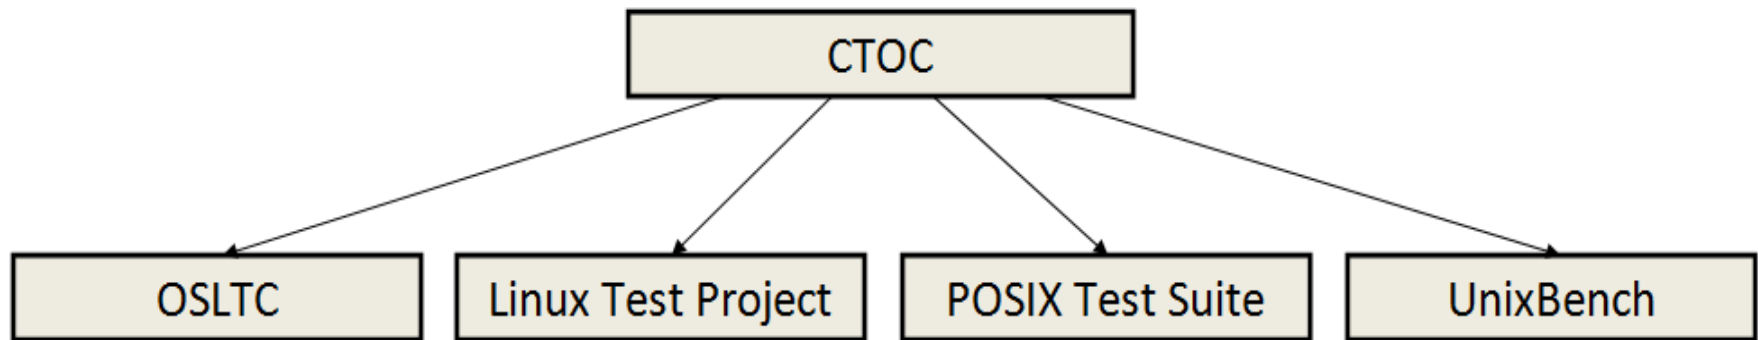 CTOC
OSLTC
Linux Test Project
POSIX Test Suite
UnixBench